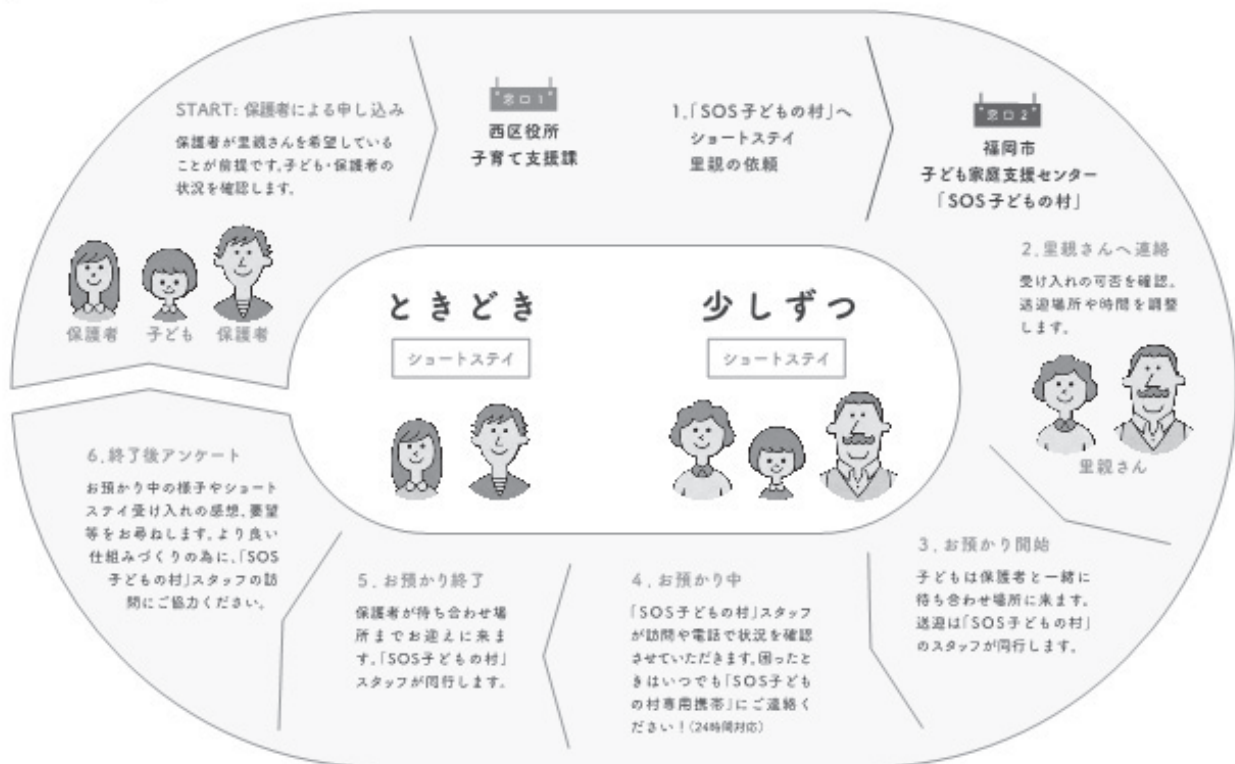 START: 保護者による申し込み
保護者が里親さんを希望している
ことが前提です。子ども・保護者の
状況を確認します。
保護者 子ども 保護者
窓口1
西区役所
子育て支援課
1.「SOS子どもの村」へ
ショートステイ
里親の依頼
窓口2
福岡市
子ども家庭支援センター
「SOS子どもの村」
2.里親さんへ連絡
受け入れの可否を確認。
送迎場所や時間を調整
します。
里親さん
ときどき
ショートステイ
少しずつ
ショートステイ
3.お預かり開始
子どもは保護者と一緒に
待ち合わせ場所に来ます。
送迎は「SOS子どもの村」
のスタッフが同行します。
4.お預かり中
「SOS子どもの村」スタッフ
が訪問や電話で状況を確認
させていただきます。困ったと
きはいつでも「SOS子ども
の村専用携帯」にご連絡く
ださい!(24時間対応)
5.お預かり終了
保護者が待ち合わせ場
所までお迎えに来ま
す。「SOS子どもの村」
スタッフが同行します。
6.終了後アンケート
お預かり中の様子やショート
ステイ受け入れの感想、要望
等をお尋ねします。より良い
仕組みづくりの為に、「SOS
子どもの村」スタッフの訪
問にご協力ください。